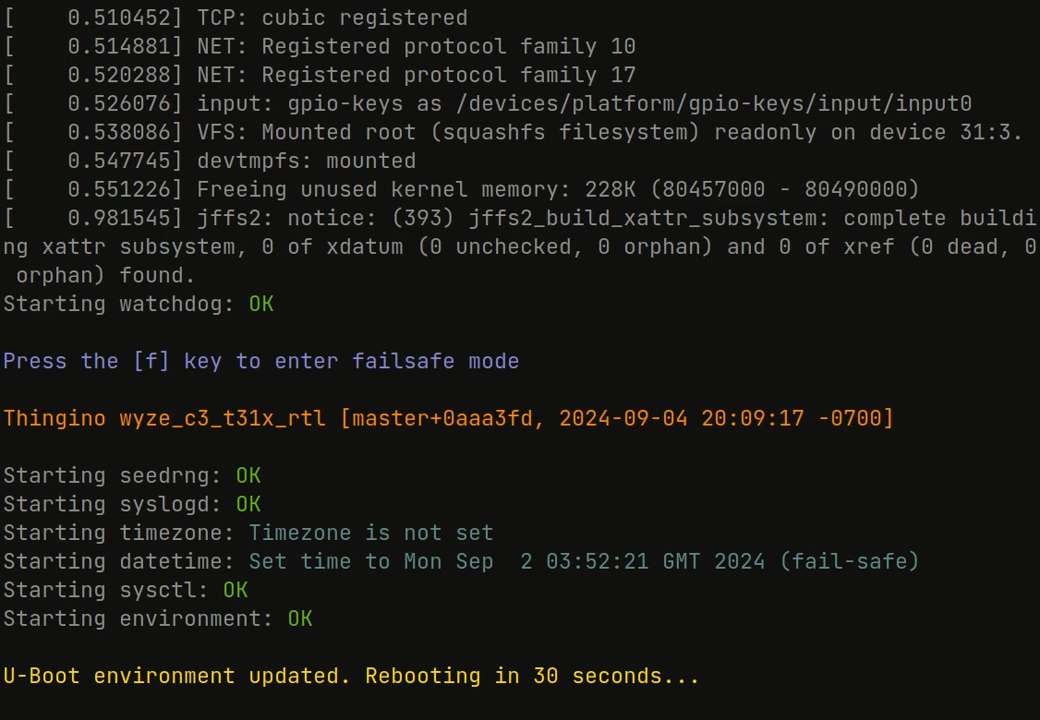 [    0.510452] TCP: cubic registered
[    0.514881] NET: Registered protocol family 10
[    0.520288] NET: Registered protocol family 17
[    0.526076] input: gpio-keys as /devices/platform/gpio-keys/input/input0
[    0.538086] VFS: Mounted root (squashfs filesystem) readonly on device 31:3.
[    0.547745] devtmpfs: mounted
[    0.551226] Freeing unused kernel memory: 228K (80457000 - 80490000)
[    0.981545] jffs2: notice: (393) jffs2_build_xattr_subsystem: complete buildi
ng xattr subsystem, 0 of xdatum (0 unchecked, 0 orphan) and 0 of xref (0 dead, 0
 orphan) found.
Starting watchdog: OK
Press the [f] key to enter failsafe mode
Thingino wyze_c3_t31x_rtl [master+0aaa3fd, 2024-09-04 20:09:17 -0700]
Starting seedrng: OK
Starting syslogd: OK
Starting timezone: Timezone is not set
Starting datetime: Set time to Mon Sep  2 03:52:21 GMT 2024 (fail-safe)
Starting sysctl: OK
Starting environment: OK
U-Boot environment updated. Rebooting in 30 seconds...